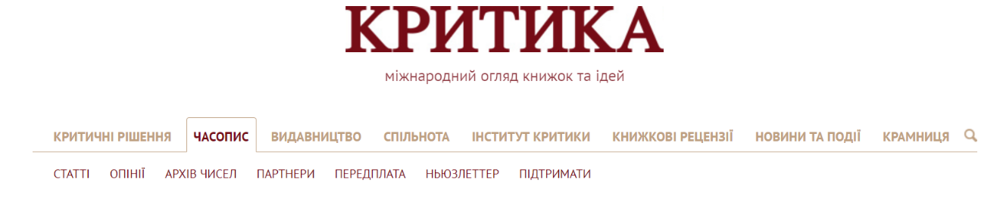 КРИТИКА
міжнародний огляд книжок та ідей
КРИТИЧНІ РІШЕННЯ ЧАСОПИС ВИДАВНИЦТВО СПІЛЬНОТА ІНСТИТУТ КРИТИКИ КНИЖКОВІ РЕЦЕНЗІЇ НОВИНИ ТА ПОДІЇ КРАМНИЦЯ
СТАТТІ ОПІНІЇ АРХІВ ЧИСЕЛ ПАРТНЕРИ ПЕРЕДПЛАТА НЬЮЗЛЕТТЕР ПІДТРИМАТИ